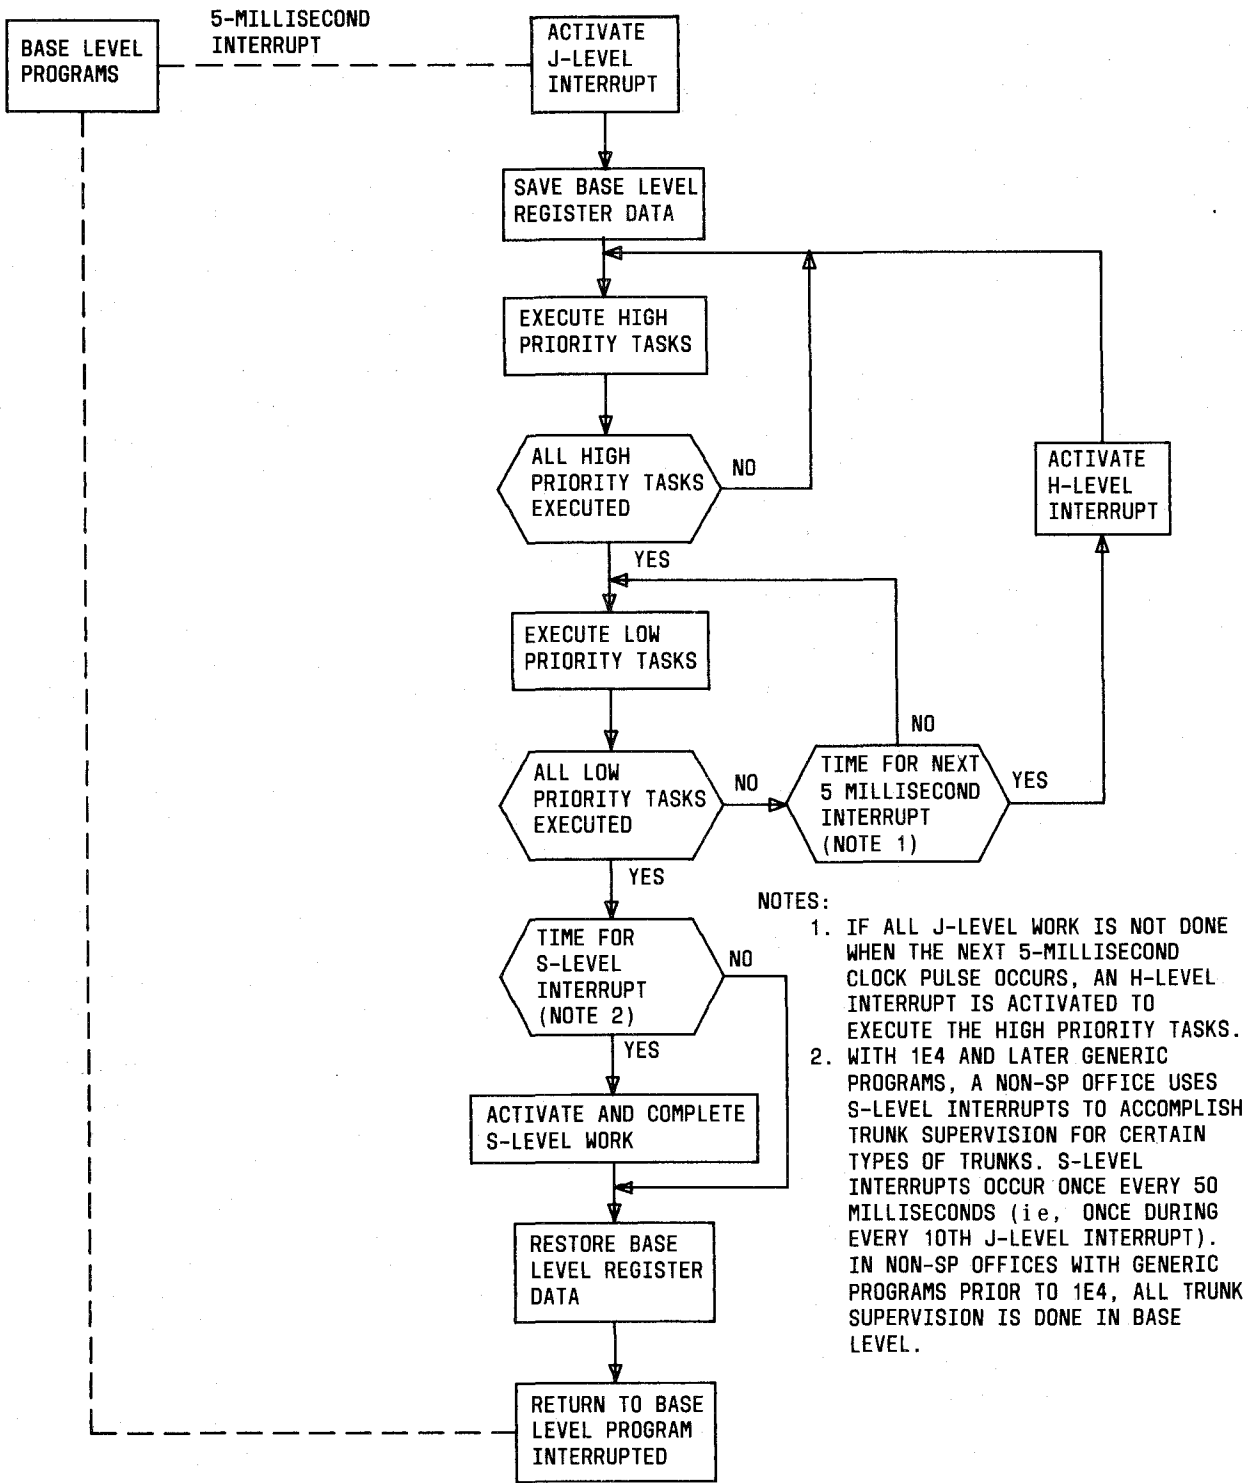 5-MILLISECOND
INTERRUPT
BASE LEVEL
PROGRAMS
ACTIVATE
J-LEVEL
INTERRUPT
SAVE BASE LEVEL
REGISTER DATA
EXECUTE HIGH
PRIORITY TASKS
ALL HIGH
PRIORITY TASKS
EXECUTED
NO
ACTIVATE
H-LEVEL
INTERRUPT
YES
EXECUTE LOW
PRIORITY TASKS
NO
ALL LOW
PRIORITY TASKS
EXECUTED
NO
TIME FOR NEXT
5 MILLISECOND
INTERRUPT
(NOTE 1)
YES
YES
TIME FOR
S-LEVEL
INTERRUPT
(NOTE 2)
NO
YES
ACTIVATE AND COMPLETE
S-LEVEL WORK
RESTORE BASE
LEVEL REGISTER
DATA
RETURN TO BASE
LEVEL PROGRAM
INTERRUPTED
NOTES:
1. IF ALL J-LEVEL WORK IS NOT DONE
WHEN THE NEXT 5-MILLISECOND
CLOCK PULSE OCCURS, AN H-LEVEL
INTERRUPT IS ACTIVATED TO
EXECUTE THE HIGH PRIORITY TASKS.
2. WITH 1E4 AND LATER GENERIC
PROGRAMS, A NON-SP OFFICE USES
S-LEVEL INTERRUPTS TO ACCOMPLISH
TRUNK SUPERVISION FOR CERTAIN
TYPES OF TRUNKS. S-LEVEL
INTERRUPTS OCCUR ONCE EVERY 50
MILLISECONDS (ie, ONCE DURING
EVERY 10TH J-LEVEL INTERRUPT).
IN NON-SP OFFICES WITH GENERIC
PROGRAMS PRIOR TO 1E4, ALL TRUNK
SUPERVISION IS DONE IN BASE
LEVEL.